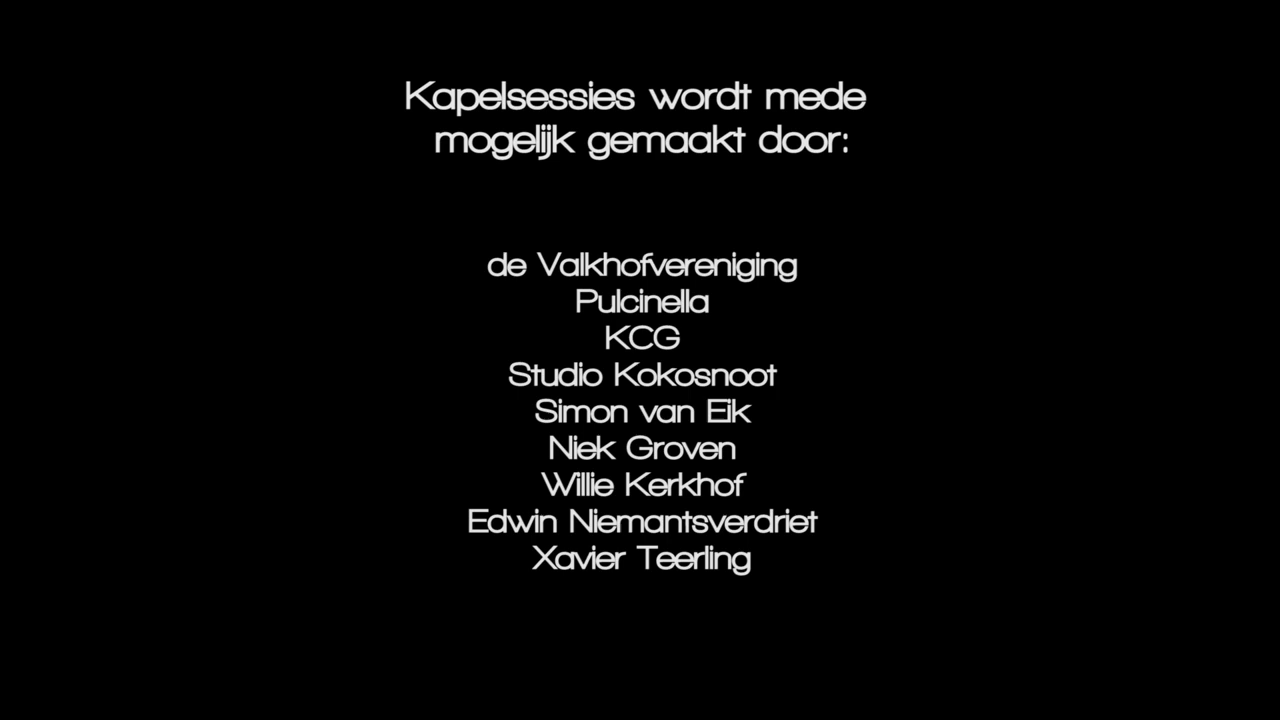 Kapelsessies wordt mede
mogelijk gemaakt door:
de Valkhofvereniging
Pulcinella
KCG
Studio Kokosnoot
Simon van Eik
Niek Groven
Willie Kerkhof
Edwin Niemantsverdriet
Xavier Teerling